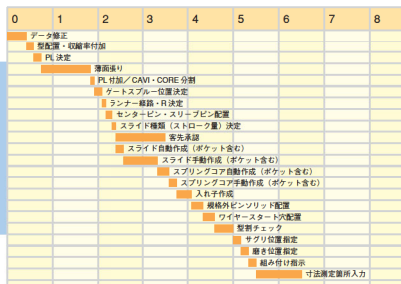 0 1 2 3 4 5 6 7 8
データ修正
型配置・収縮率付加
PL 決定
薄面張り
PL 付加／CAVI・CORE 分割
ゲートスプルー位置決定
ランナー経路・R 決定
センターピン・スリーブピン配置
スライド種類（ストローク量）決定
客先承認
スライド自動作成（ポケット含む）
スライド手動作成（ポケット含む）
スプリングコア自動作成（ポケット含む）
スプリングコア手動作成（ポケット含む）
入れ子作成
規格外ピンソリッド配置
ワイヤースタート穴配置
型割チェック
サグリ位置指定
磨き位置指定
組み付け指示
寸法測定箇所入力